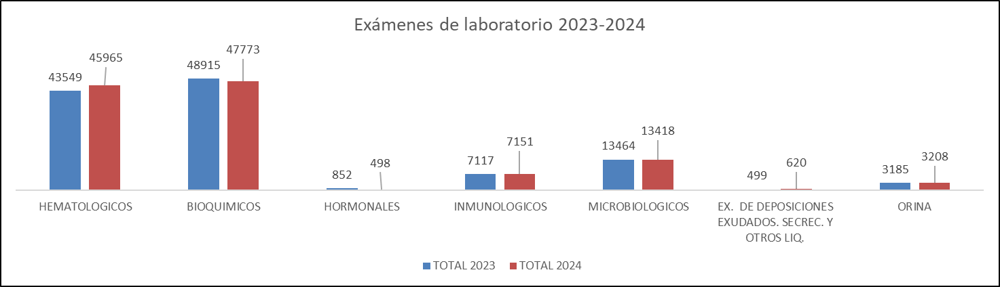 Exámenes de laboratorio 2023-2024
43549
45965
48915
47773
852
498
7117
7151
13464
13418
499
620
3185
3208
HEMATOLOGICOS
BIOQUIMICOS
HORMONALES
INMUNOLOGICOS
MICROBIOLOGICOS
EX. DE DEPOSICIONES
EXUDADOS. SECREC. Y
OTROS LIQ.
ORINA
TOTAL 2023
TOTAL 2024